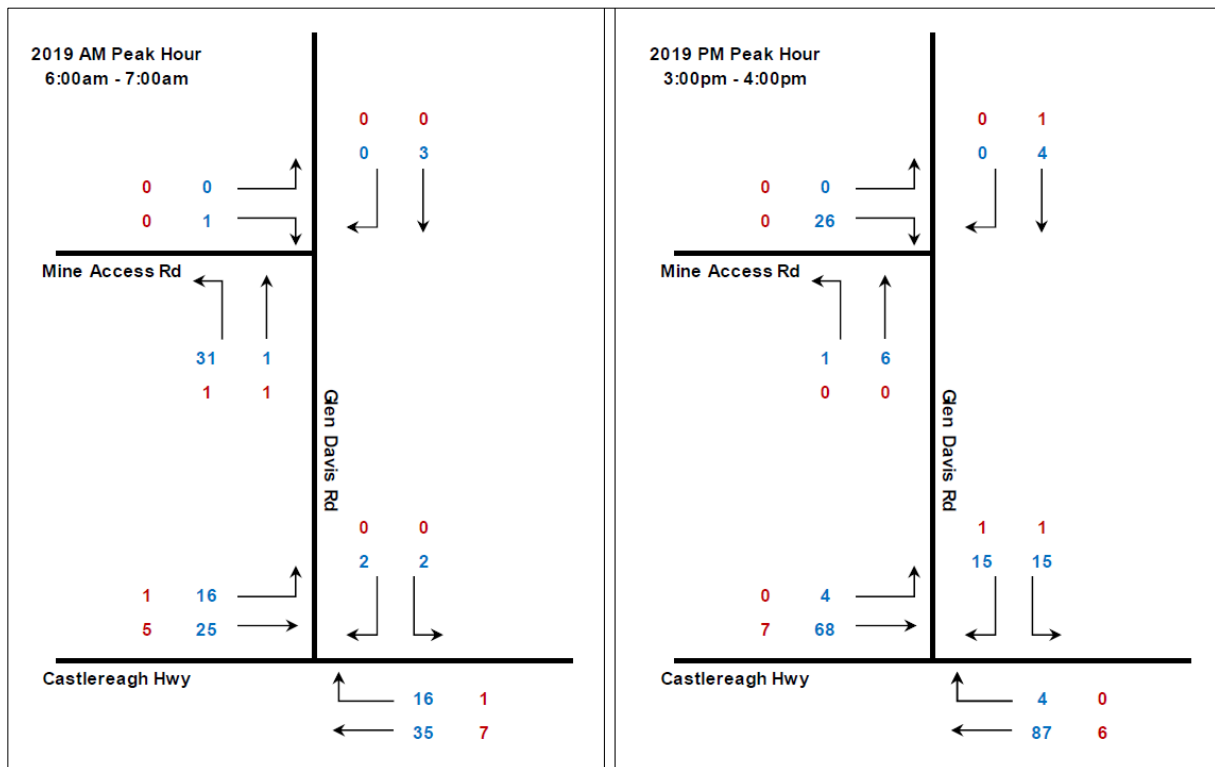 2019 AM Peak Hour
6:00am - 7:00am
0 0
0 3
0 0
0 1
Mine Access Rd
31 1
1 1
Glen Davis Rd
0 0
2 2
1 16
5 25
Castlereagh Hwy
16 1
35 7
2019 PM Peak Hour
3:00pm - 4:00pm
0 1
0 4
0 0
0 26
Mine Access Rd
1 6
0 0
Glen Davis Rd
1 1
15 15
0 4
7 68
Castlereagh Hwy
4 0
87 6